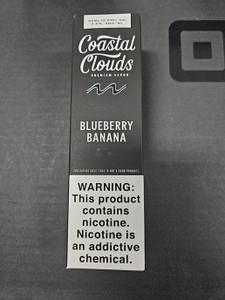 Coastal
Clouds
PREMIUM VAPOR
BLUEBERRY
BANANA
WARNING:
This product
contains
nicotine.
Nicotine is
an addictive
chemical.